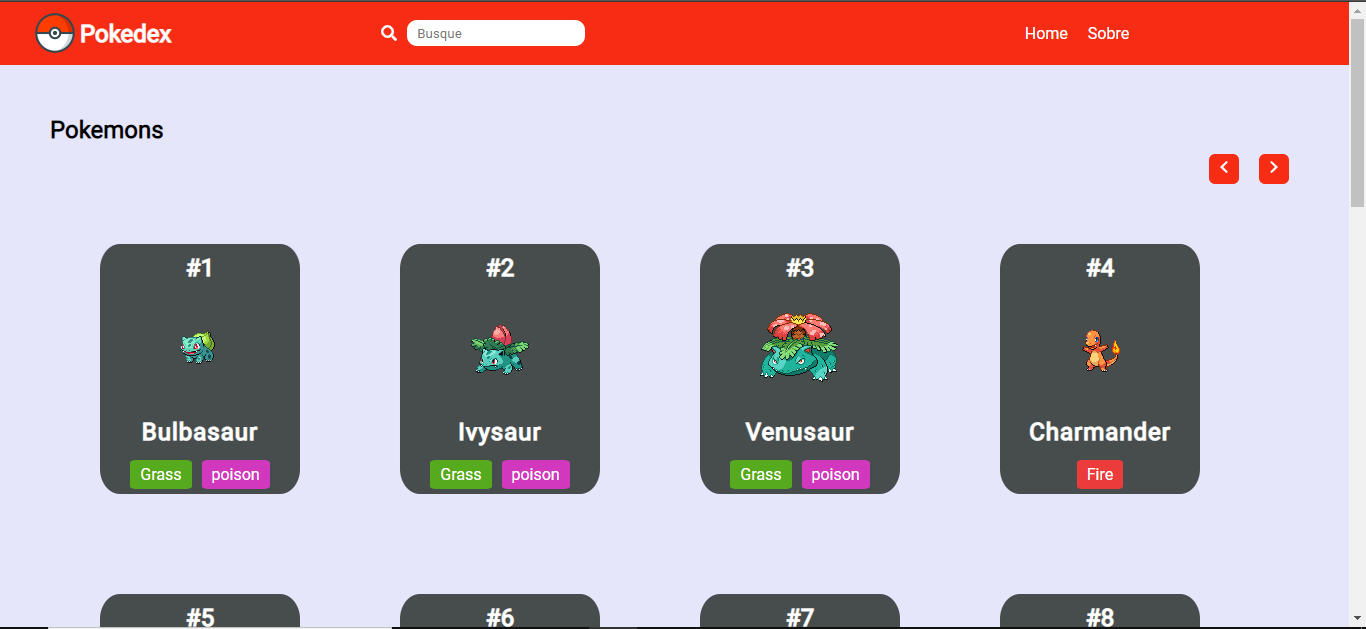 Pokedex Busque Home Sobre
Pokemons
#1 #2 #3 #4
Bulbasaur Ivysaur Venusaur Charmander
Grass poison Grass poison Grass poison Fire
#5 #6 #7 #8